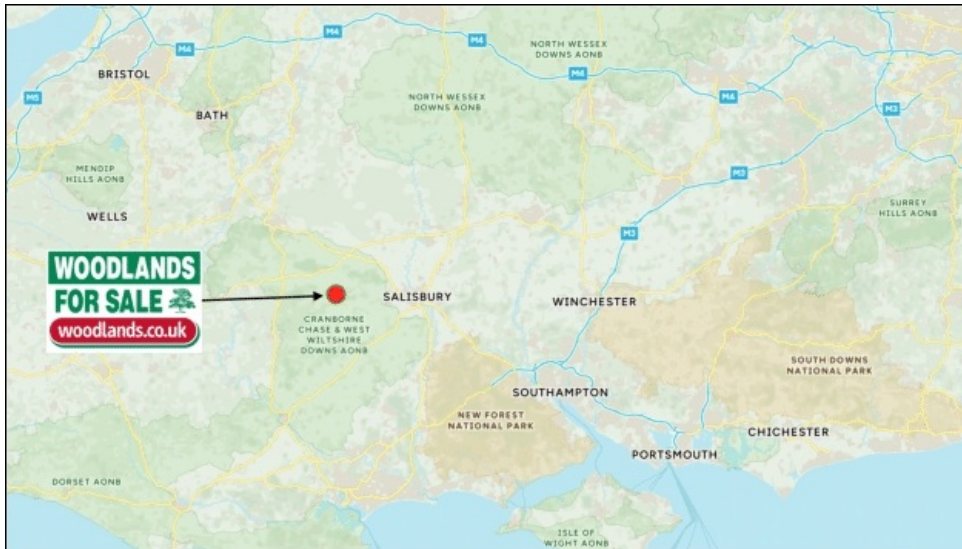 M4
M4
M4
M4
M4
M5
M3
M3
M3
NORTH WESSEX
DOWNS AONB
BRISTOL
NORTH WESSEX
DOWNS AONB
BATH
MENDIP
HILLS AONB
WELLS
SURREY
HILLS AONB
WOODLANDS
FOR SALE
woodlands.co.uk
SALISBURY
WINCHESTER
CRANBORNE
CHASE & WEST
WILTSHIRE
DOWNS AONB
SOUTH DOWNS
NATIONAL PARK
SOUTHAMPTON
NEW FOREST
NATIONAL PARK
CHICHESTER
PORTSMOUTH
DORSET AONB
ISLE OF
WIGHT AONB